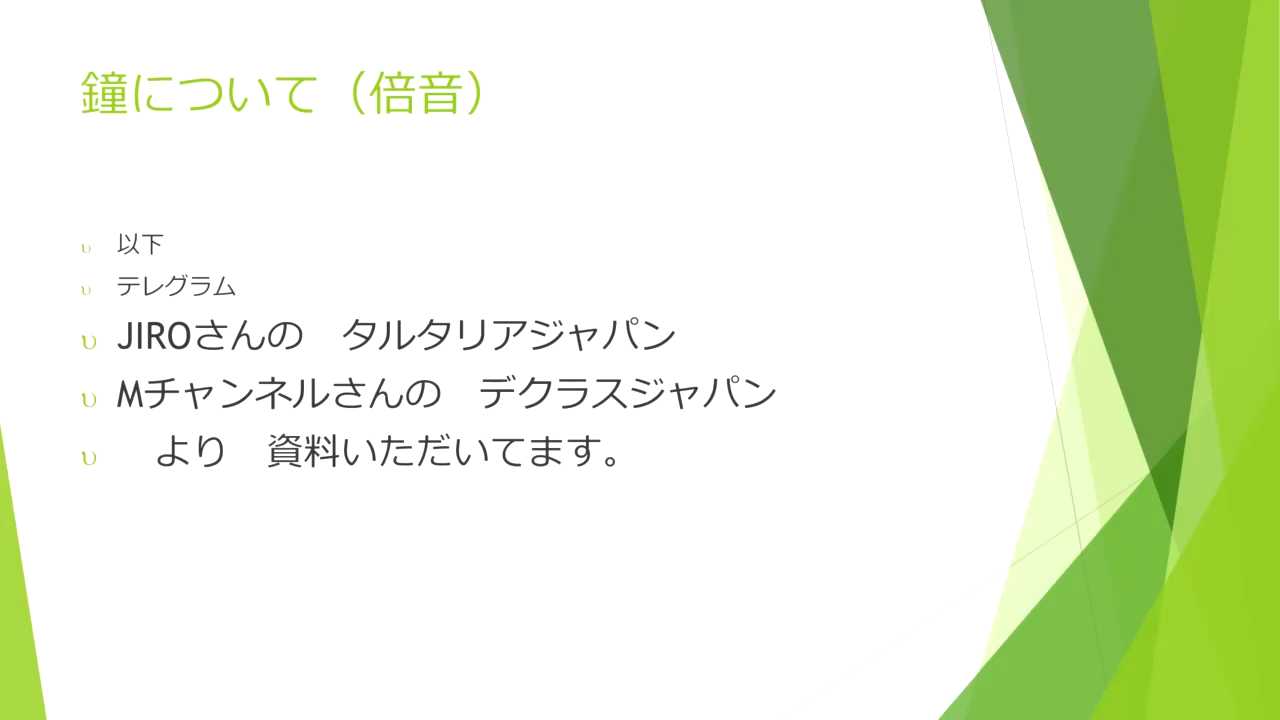 鐘について（倍音）
υ 以下
υ テレグラム
υ JIROさんの　タルタリアジャパン
υ Mチャンネルさんの　デクラスジャパン
υ 　より　資料いただいてます。